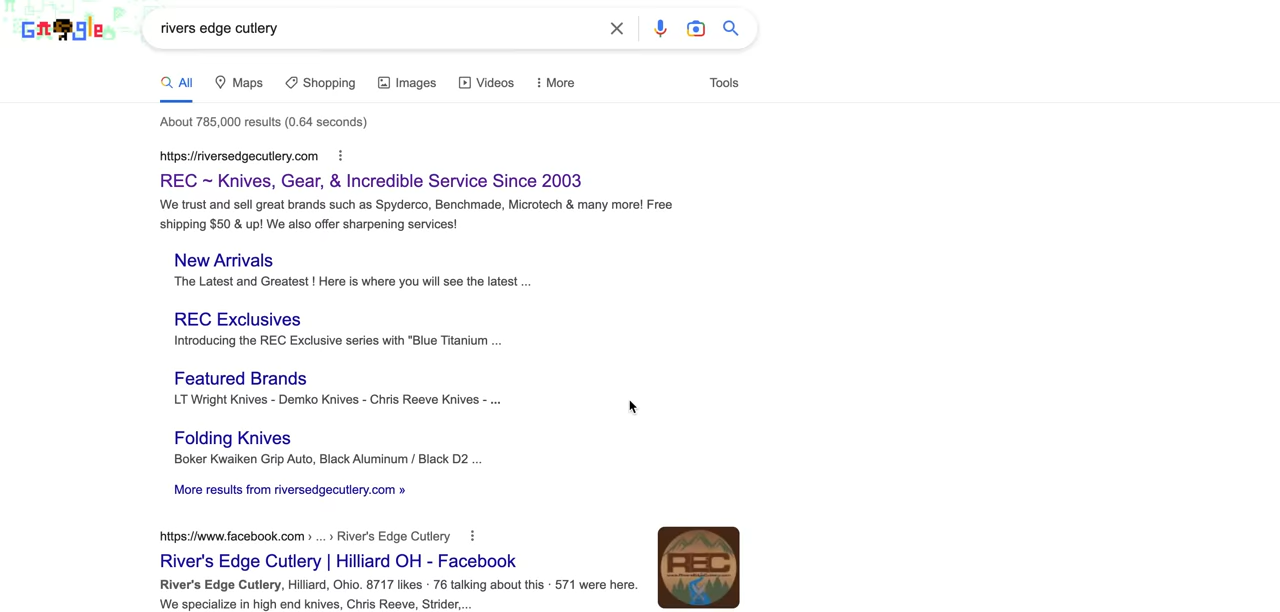 Google
rivers edge cutlery
All Maps Shopping Images Videos More Tools
About 785,000 results (0.64 seconds)
https://riversedgecutlery.com
REC ~ Knives, Gear, & Incredible Service Since 2003
We trust and sell great brands such as Spyderco, Benchmade, Microtech & many more! Free
shipping $50 & up! We also offer sharpening services!
New Arrivals
The Latest and Greatest ! Here is where you will see the latest ...
REC Exclusives
Introducing the REC Exclusive series with "Blue Titanium ...
Featured Brands
LT Wright Knives - Demko Knives - Chris Reeve Knives - ...
Folding Knives
Boker Kwaiken Grip Auto, Black Aluminum / Black D2 ...
More results from riversedgecutlery.com »
https://www.facebook.com › ... › River's Edge Cutlery
River's Edge Cutlery | Hilliard OH - Facebook
River's Edge Cutlery, Hilliard, Ohio. 8717 likes · 76 talking about this · 571 were here.
We specialize in high end knives, Chris Reeve, Strider,...
REC